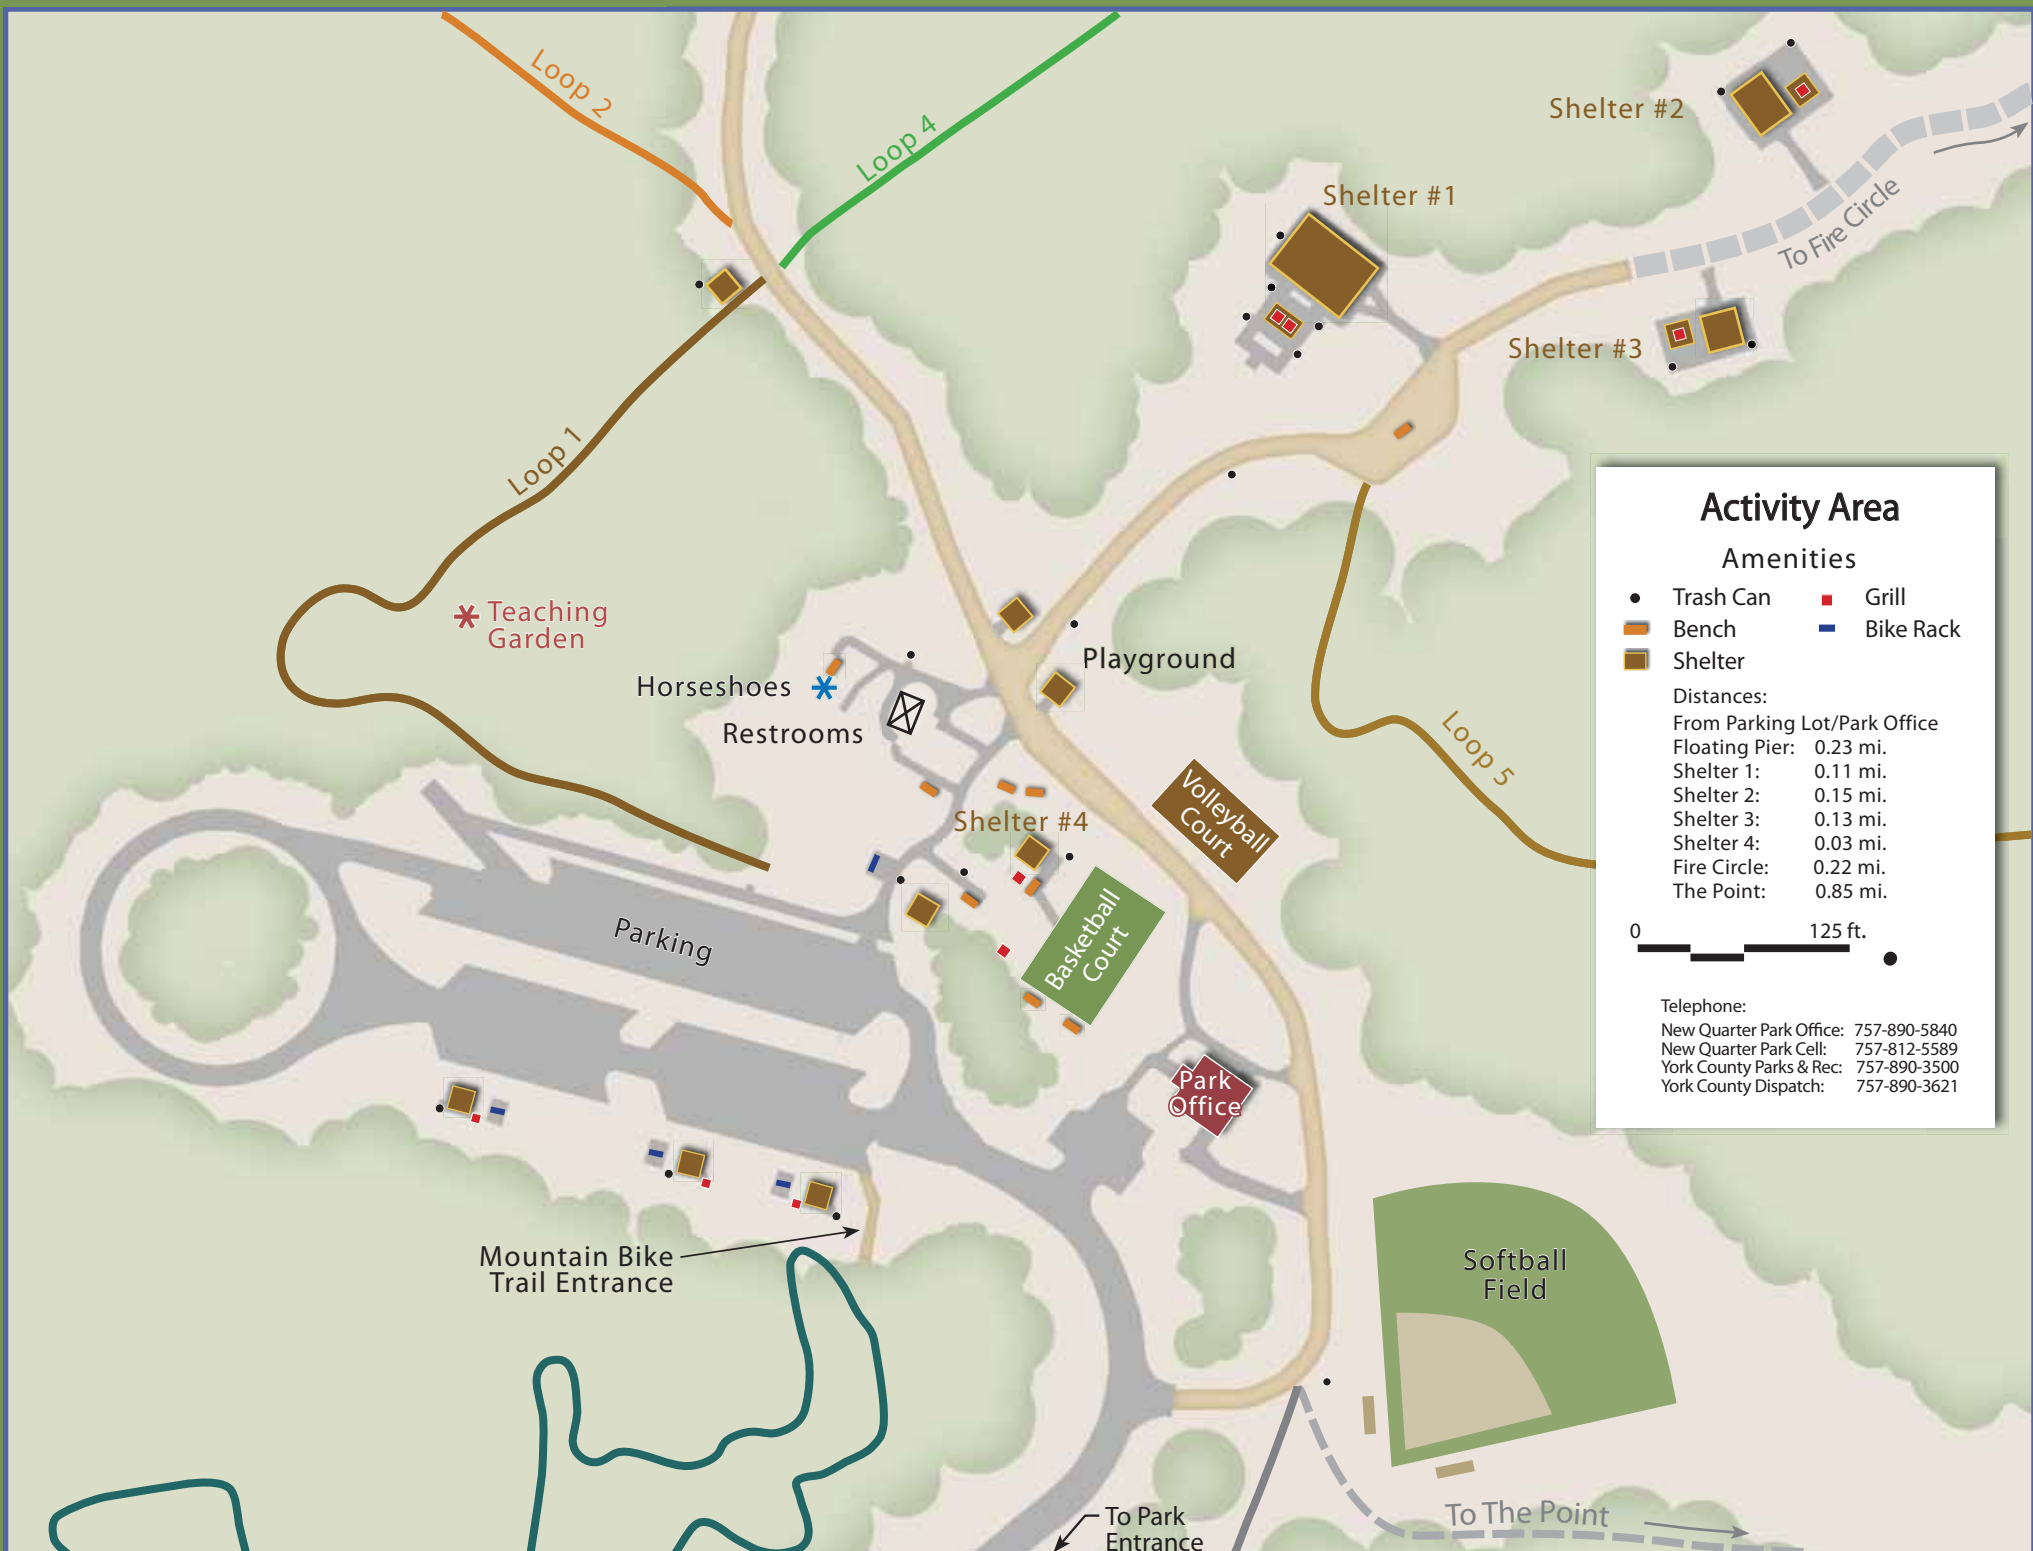 Loop 2
Loop 4
Shelter #2
Shelter #1
To Fire Circle
Shelter #3
Loop 1
Teaching
Garden
Horseshoes
Restrooms
Playground
Loop 5
Volleyball
Court
Shelter #4
Basketball
Court
Parking
Park
Office
Mountain Bike
Trail Entrance
Softball
Field
To The Point
To Park
Entrance
Activity Area
Amenities
Trash Can
Grill
Bench
Bike Rack
Shelter
Distances:
From Parking Lot/Park Office
Floating Pier: 0.23 mi.
Shelter 1: 0.11 mi.
Shelter 2: 0.15 mi.
Shelter 3: 0.13 mi.
Shelter 4: 0.03 mi.
Fire Circle: 0.22 mi.
The Point: 0.85 mi.
0 125 ft.
Telephone:
New Quarter Park Office: 757-890-5840
New Quarter Park Cell: 757-812-5589
York County Parks & Rec: 757-890-3500
York County Dispatch: 757-890-3621